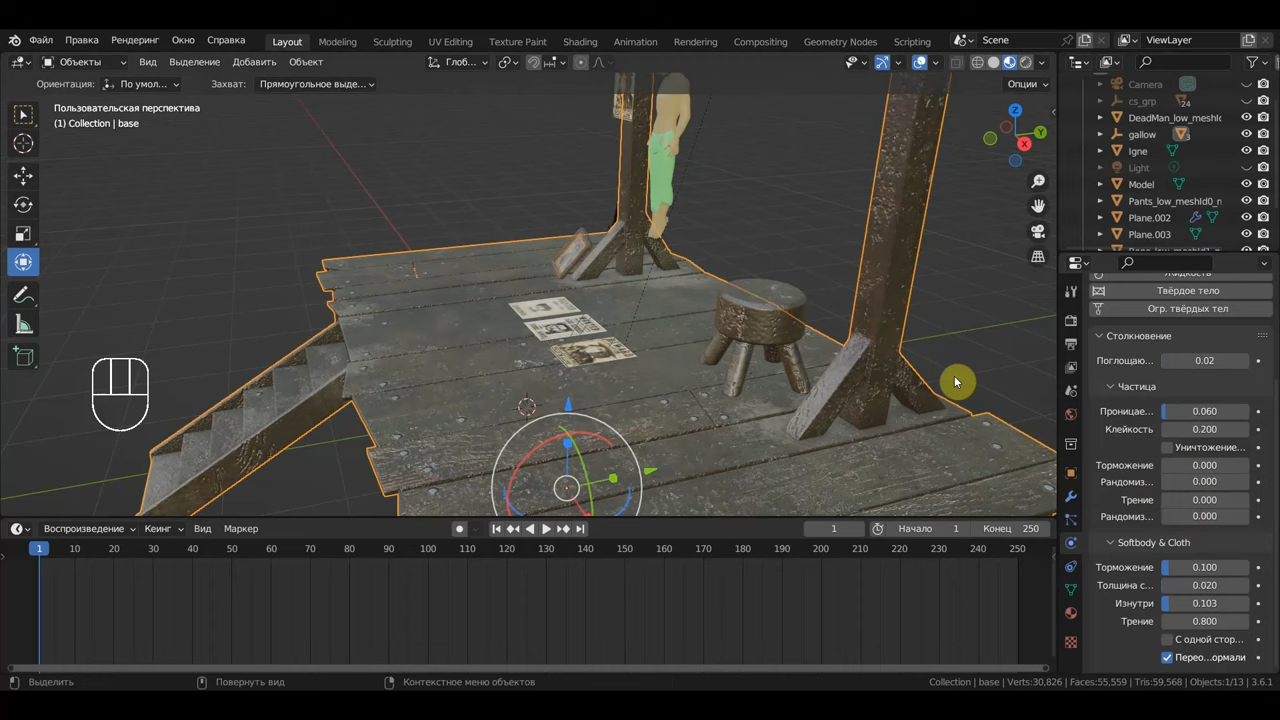 Файл Правка Рендеринг Окно Справка Layout Modeling Sculpting UV Editing Texture Paint Shading Animation Rendering Compositing Geometry Nodes Scripting Scene ViewLayer
Объекты Вид Выделение Добавить Объект Глоб...
Ориентация: По умол... Захват: Прямоугольное выде... Опции
Пользовательская перспектива
(1) Collection | base
Z
Y
X
Camera
cs_grp 24
DeadMan_low_meshId
gallow 3
Igne
Light
Model
Pants_low_meshId0_n
Plane.002
Plane.003
Твёрдое тело
Огр. твёрдых тел
Столкновение
Поглощаю... 0.02
Частица
Проницае... 0.060
Клейкость 0.200
Уничтожение...
Торможение 0.000
Рандомиз... 0.000
Трение 0.000
Рандомиз... 0.000
Softbody & Cloth
Торможение 0.100
Толщина с... 0.020
Изнутри 0.103
Трение 0.800
С одной стор...
Перео...ормали
Воспроизведение Кеинг Вид Маркер 1 Начало 1 Конец 250
1 10 20 30 40 50 60 70 80 90 100 110 120 130 140 150 160 170 180 190 200 210 220 230 240 250
Выделить Повернуть вид Контекстное меню объектов Collection | base | Verts:30,826 | Faces:55,559 | Tris:59,568 | Objects:1/13 | 3.6.1